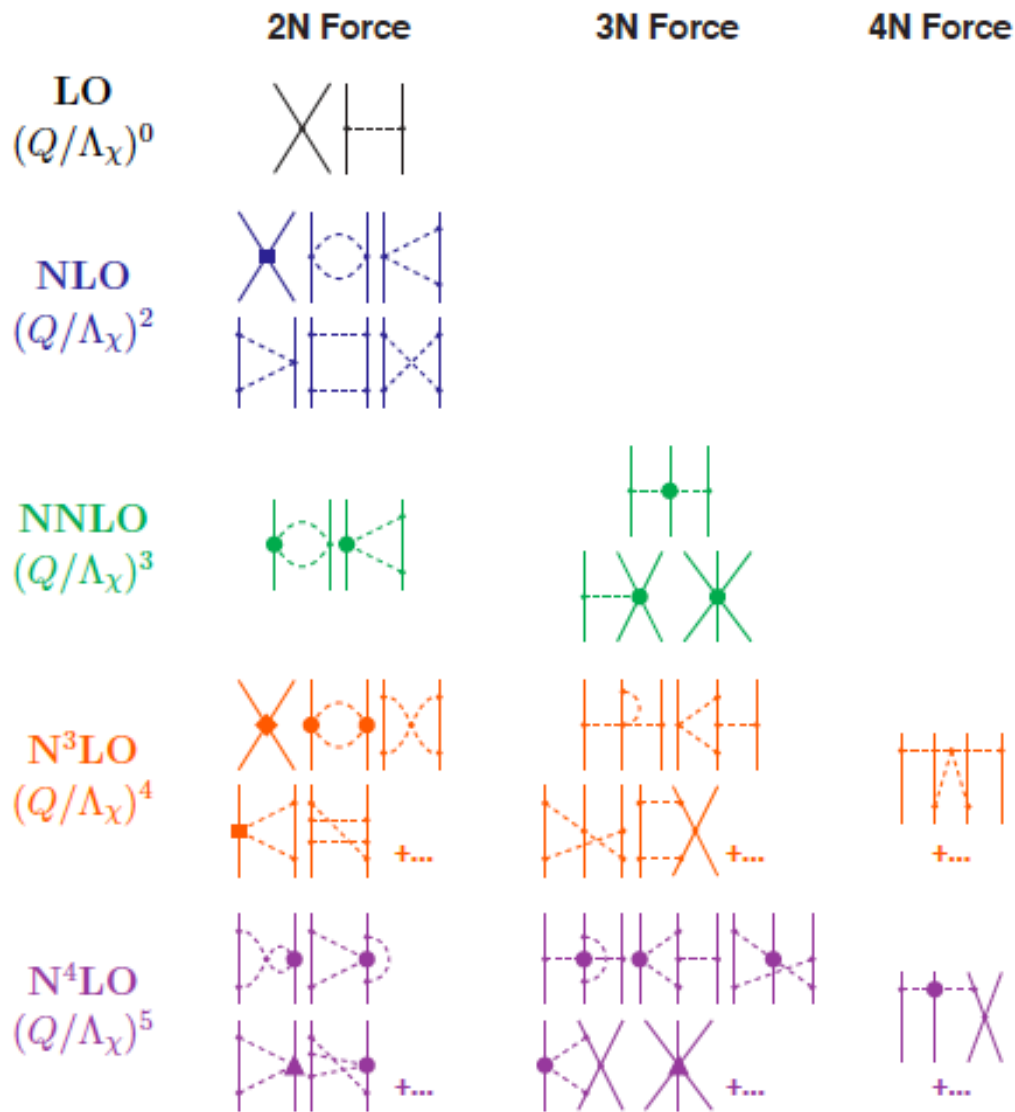 2N Force 3N Force 4N Force
LO
(Q/Λχ)⁰
NLO
(Q/Λχ)²
NNLO
(Q/Λχ)³
N³LO
(Q/Λχ)⁴
+... +... +...
N⁴LO
(Q/Λχ)⁵
+... +... +...